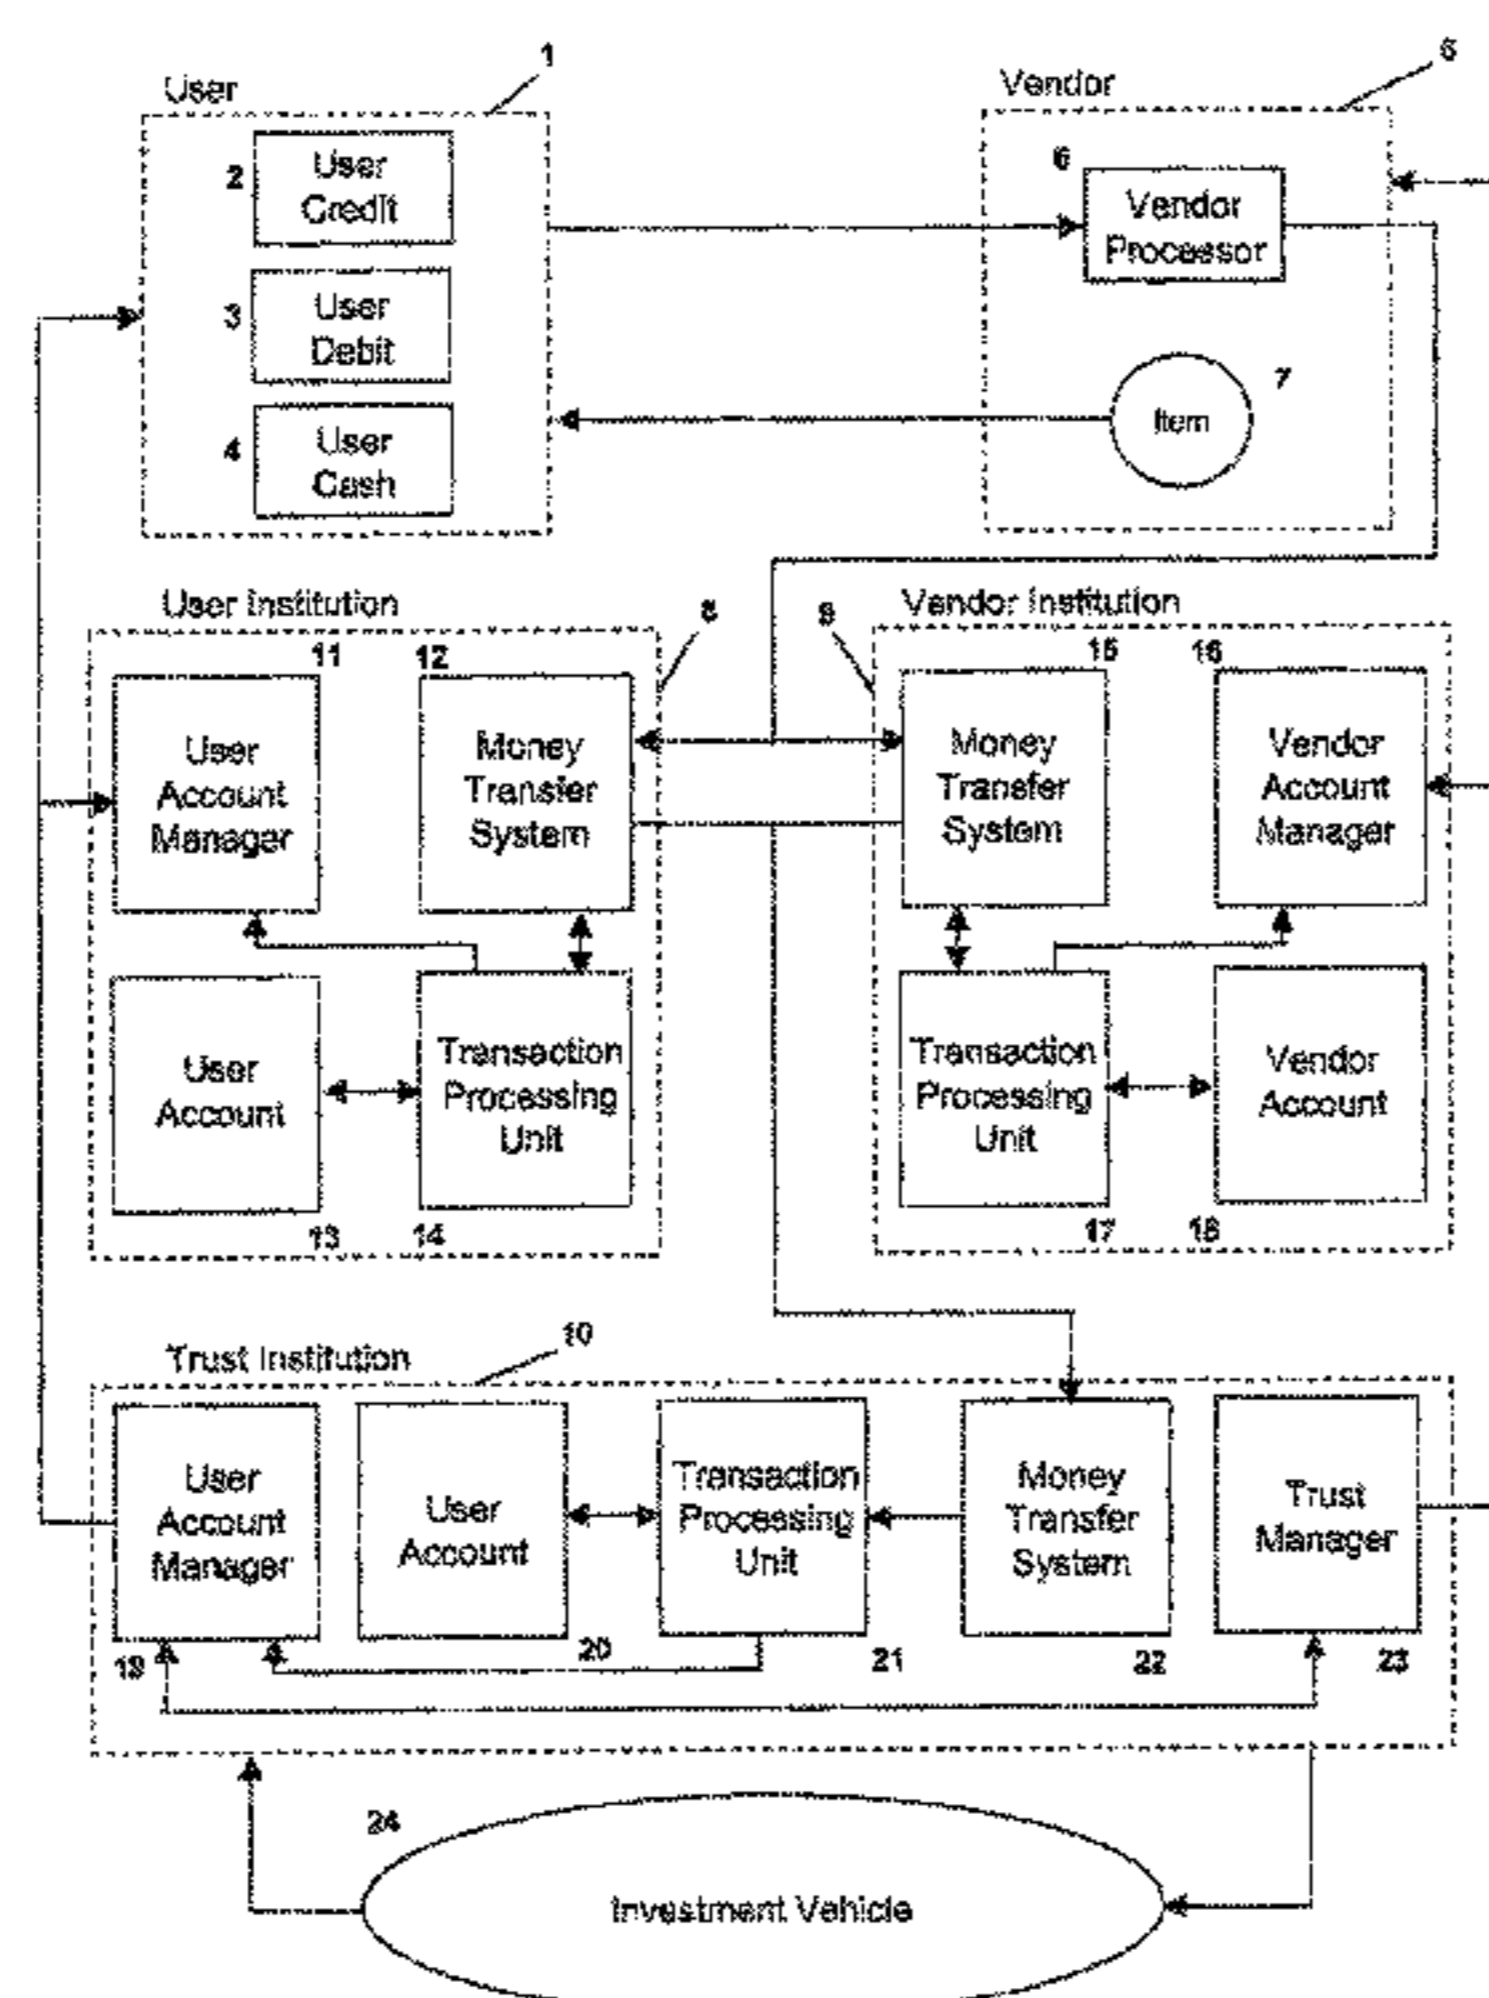 1
User
2
User
Credit
3
User
Debit
4
User
Cash
5
Vendor
6
Vendor
Processor
7
Item
User Institution
8
11
12
User
Account
Manager
Money
Transfer
System
User
Account
Transaction
Processing
Unit
13
14
Vendor Institution
9
15
16
Money
Transfer
System
Vendor
Account
Manager
Transaction
Processing
Unit
Vendor
Account
17
18
Trust Institution
10
User
Account
Manager
User
Account
Transaction
Processing
Unit
Money
Transfer
System
Trust
Manager
19
20
21
22
23
24
Investment Vehicle